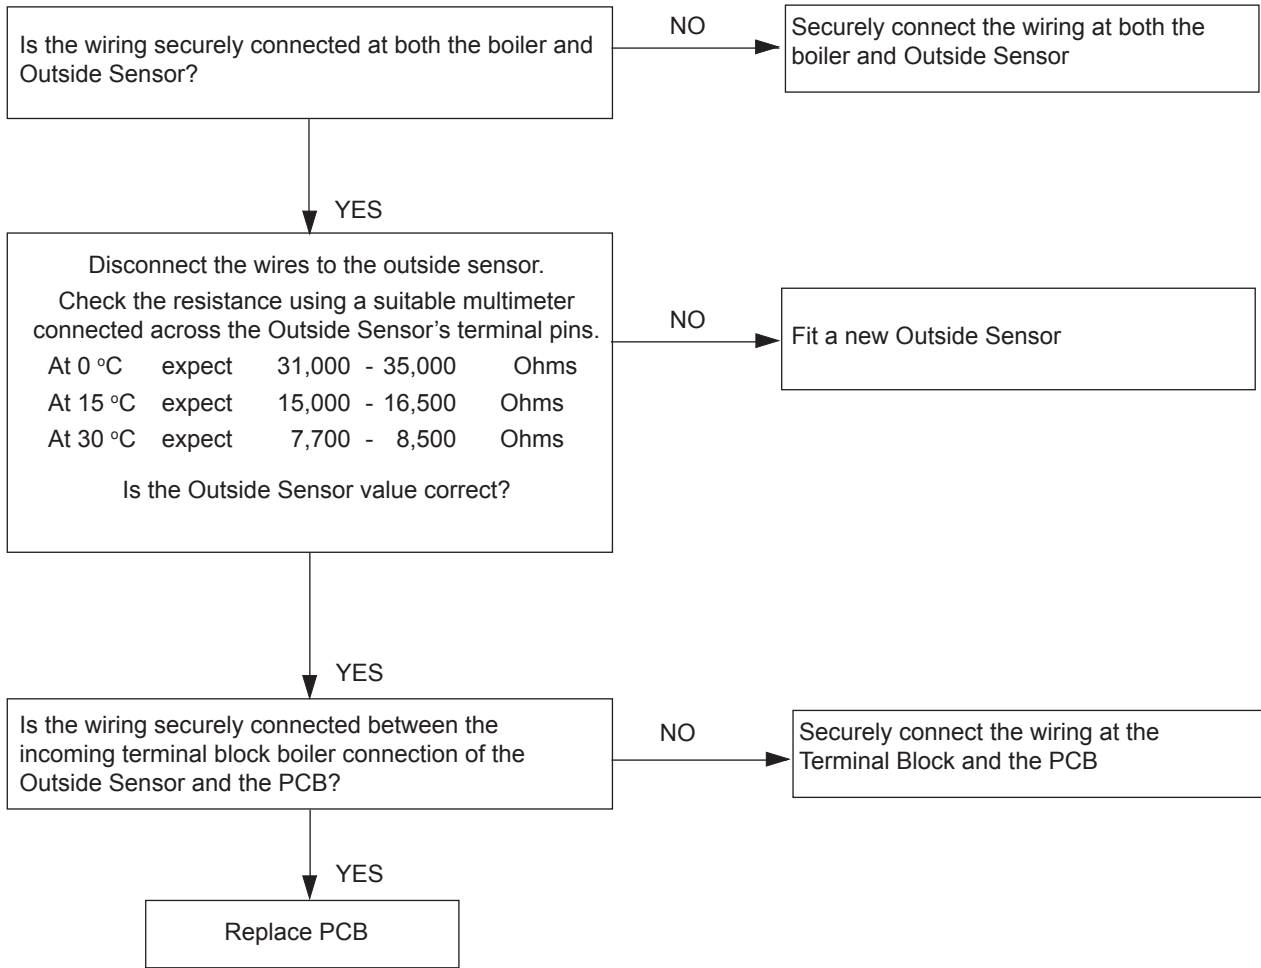 Is the wiring securely connected at both the boiler and
Outside Sensor?
NO
Securely connect the wiring at both the
boiler and Outside Sensor
YES
Disconnect the wires to the outside sensor.
Check the resistance using a suitable multimeter
connected across the Outside Sensor’s terminal pins.
At 0 ºC expect 31,000 - 35,000 Ohms
At 15 ºC expect 15,000 - 16,500 Ohms
At 30 ºC expect 7,700 - 8,500 Ohms
Is the Outside Sensor value correct?
NO
Fit a new Outside Sensor
YES
Is the wiring securely connected between the
incoming terminal block boiler connection of the
Outside Sensor and the PCB?
NO
Securely connect the wiring at the
Terminal Block and the PCB
YES
Replace PCB